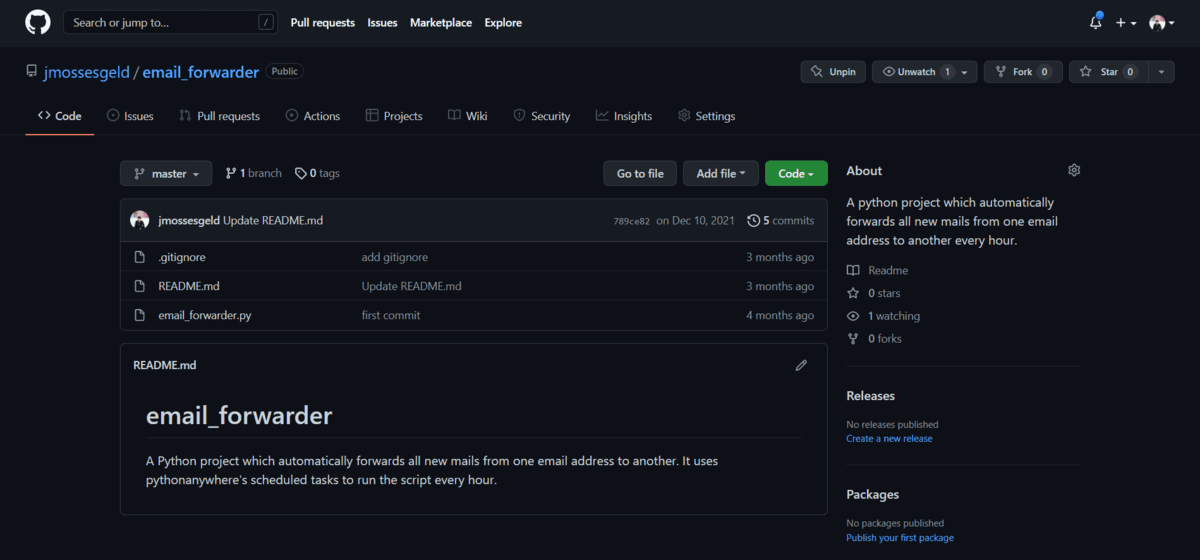 Search or jump to... / Pull requests Issues Marketplace Explore
jmossesgeld / email_forwarder Public Unpin Unwatch 1 Fork 0 Star 0
Code Issues Pull requests Actions Projects Wiki Security Insights Settings
master 1 branch 0 tags Go to file Add file Code
jmossesgeld Update README.md 789ce82 on Dec 10, 2021 5 commits
.gitignore add gitignore 3 months ago
README.md Update README.md 3 months ago
email_forwarder.py first commit 4 months ago
README.md
email_forwarder
A Python project which automatically forwards all new mails from one email address to another. It uses
pythonanywhere's scheduled tasks to run the script every hour.
About
A python project which automatically
forwards all new mails from one email
address to another every hour.
Readme
0 stars
1 watching
0 forks
Releases
No releases published
Create a new release
Packages
No packages published
Publish your first package